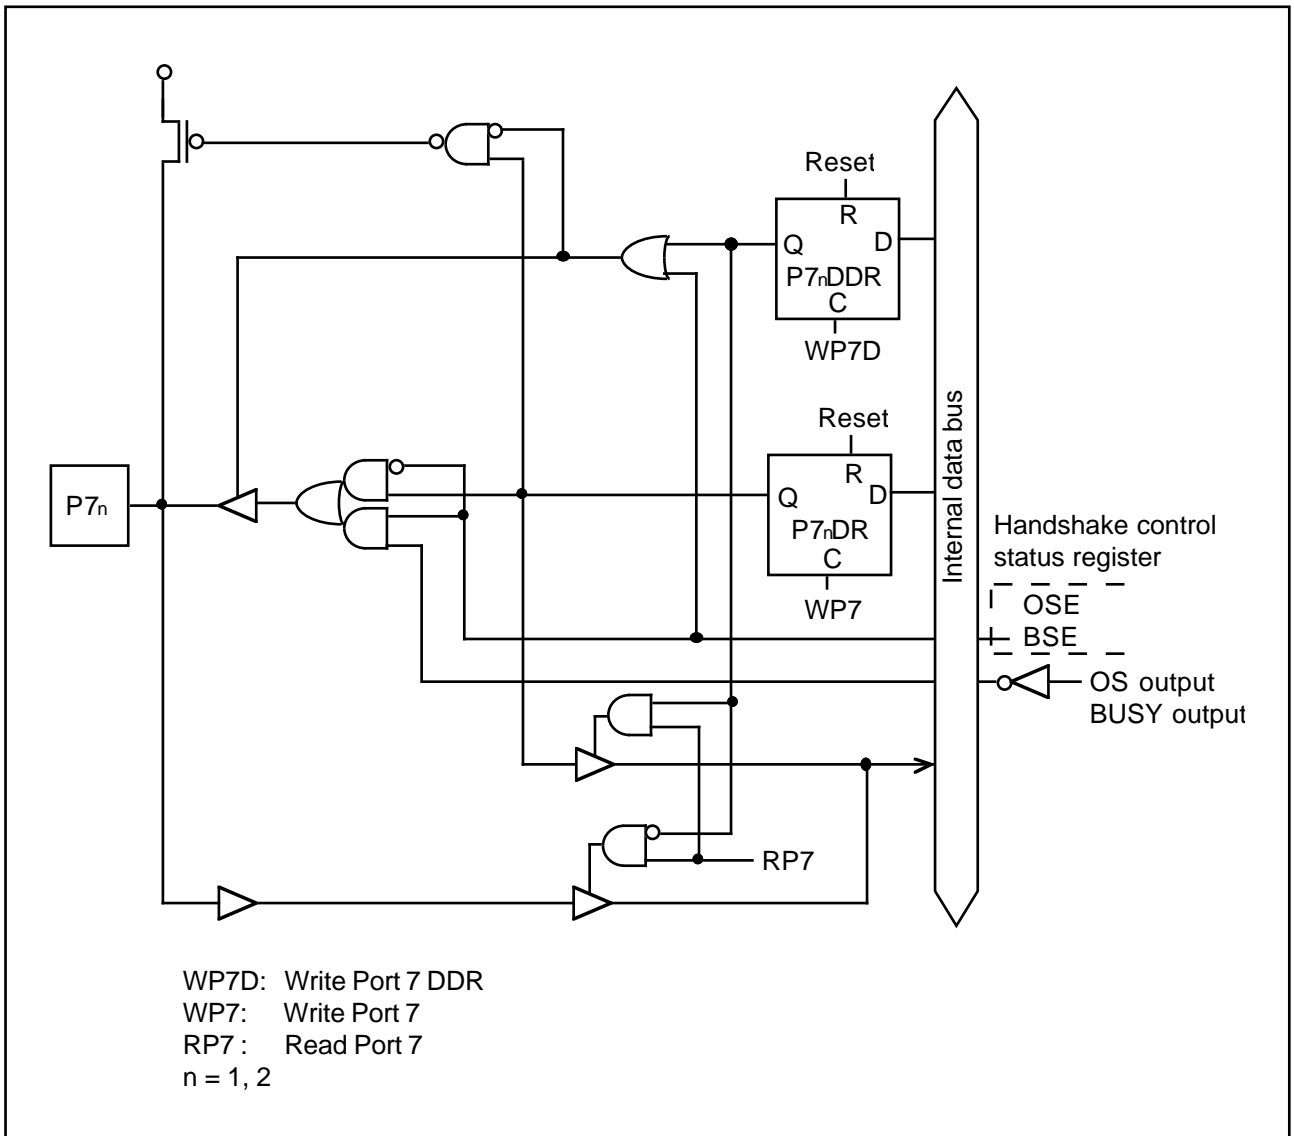 Reset
R
Q
D
P7nDDR
C
WP7D
Reset
R
Q
D
P7nDR
C
WP7
P7n
Internal data bus
Handshake control
status register
OSE
BSE
OS output
BUSY output
RP7
WP7D: Write Port 7 DDR
WP7: Write Port 7
RP7 : Read Port 7
n = 1, 2